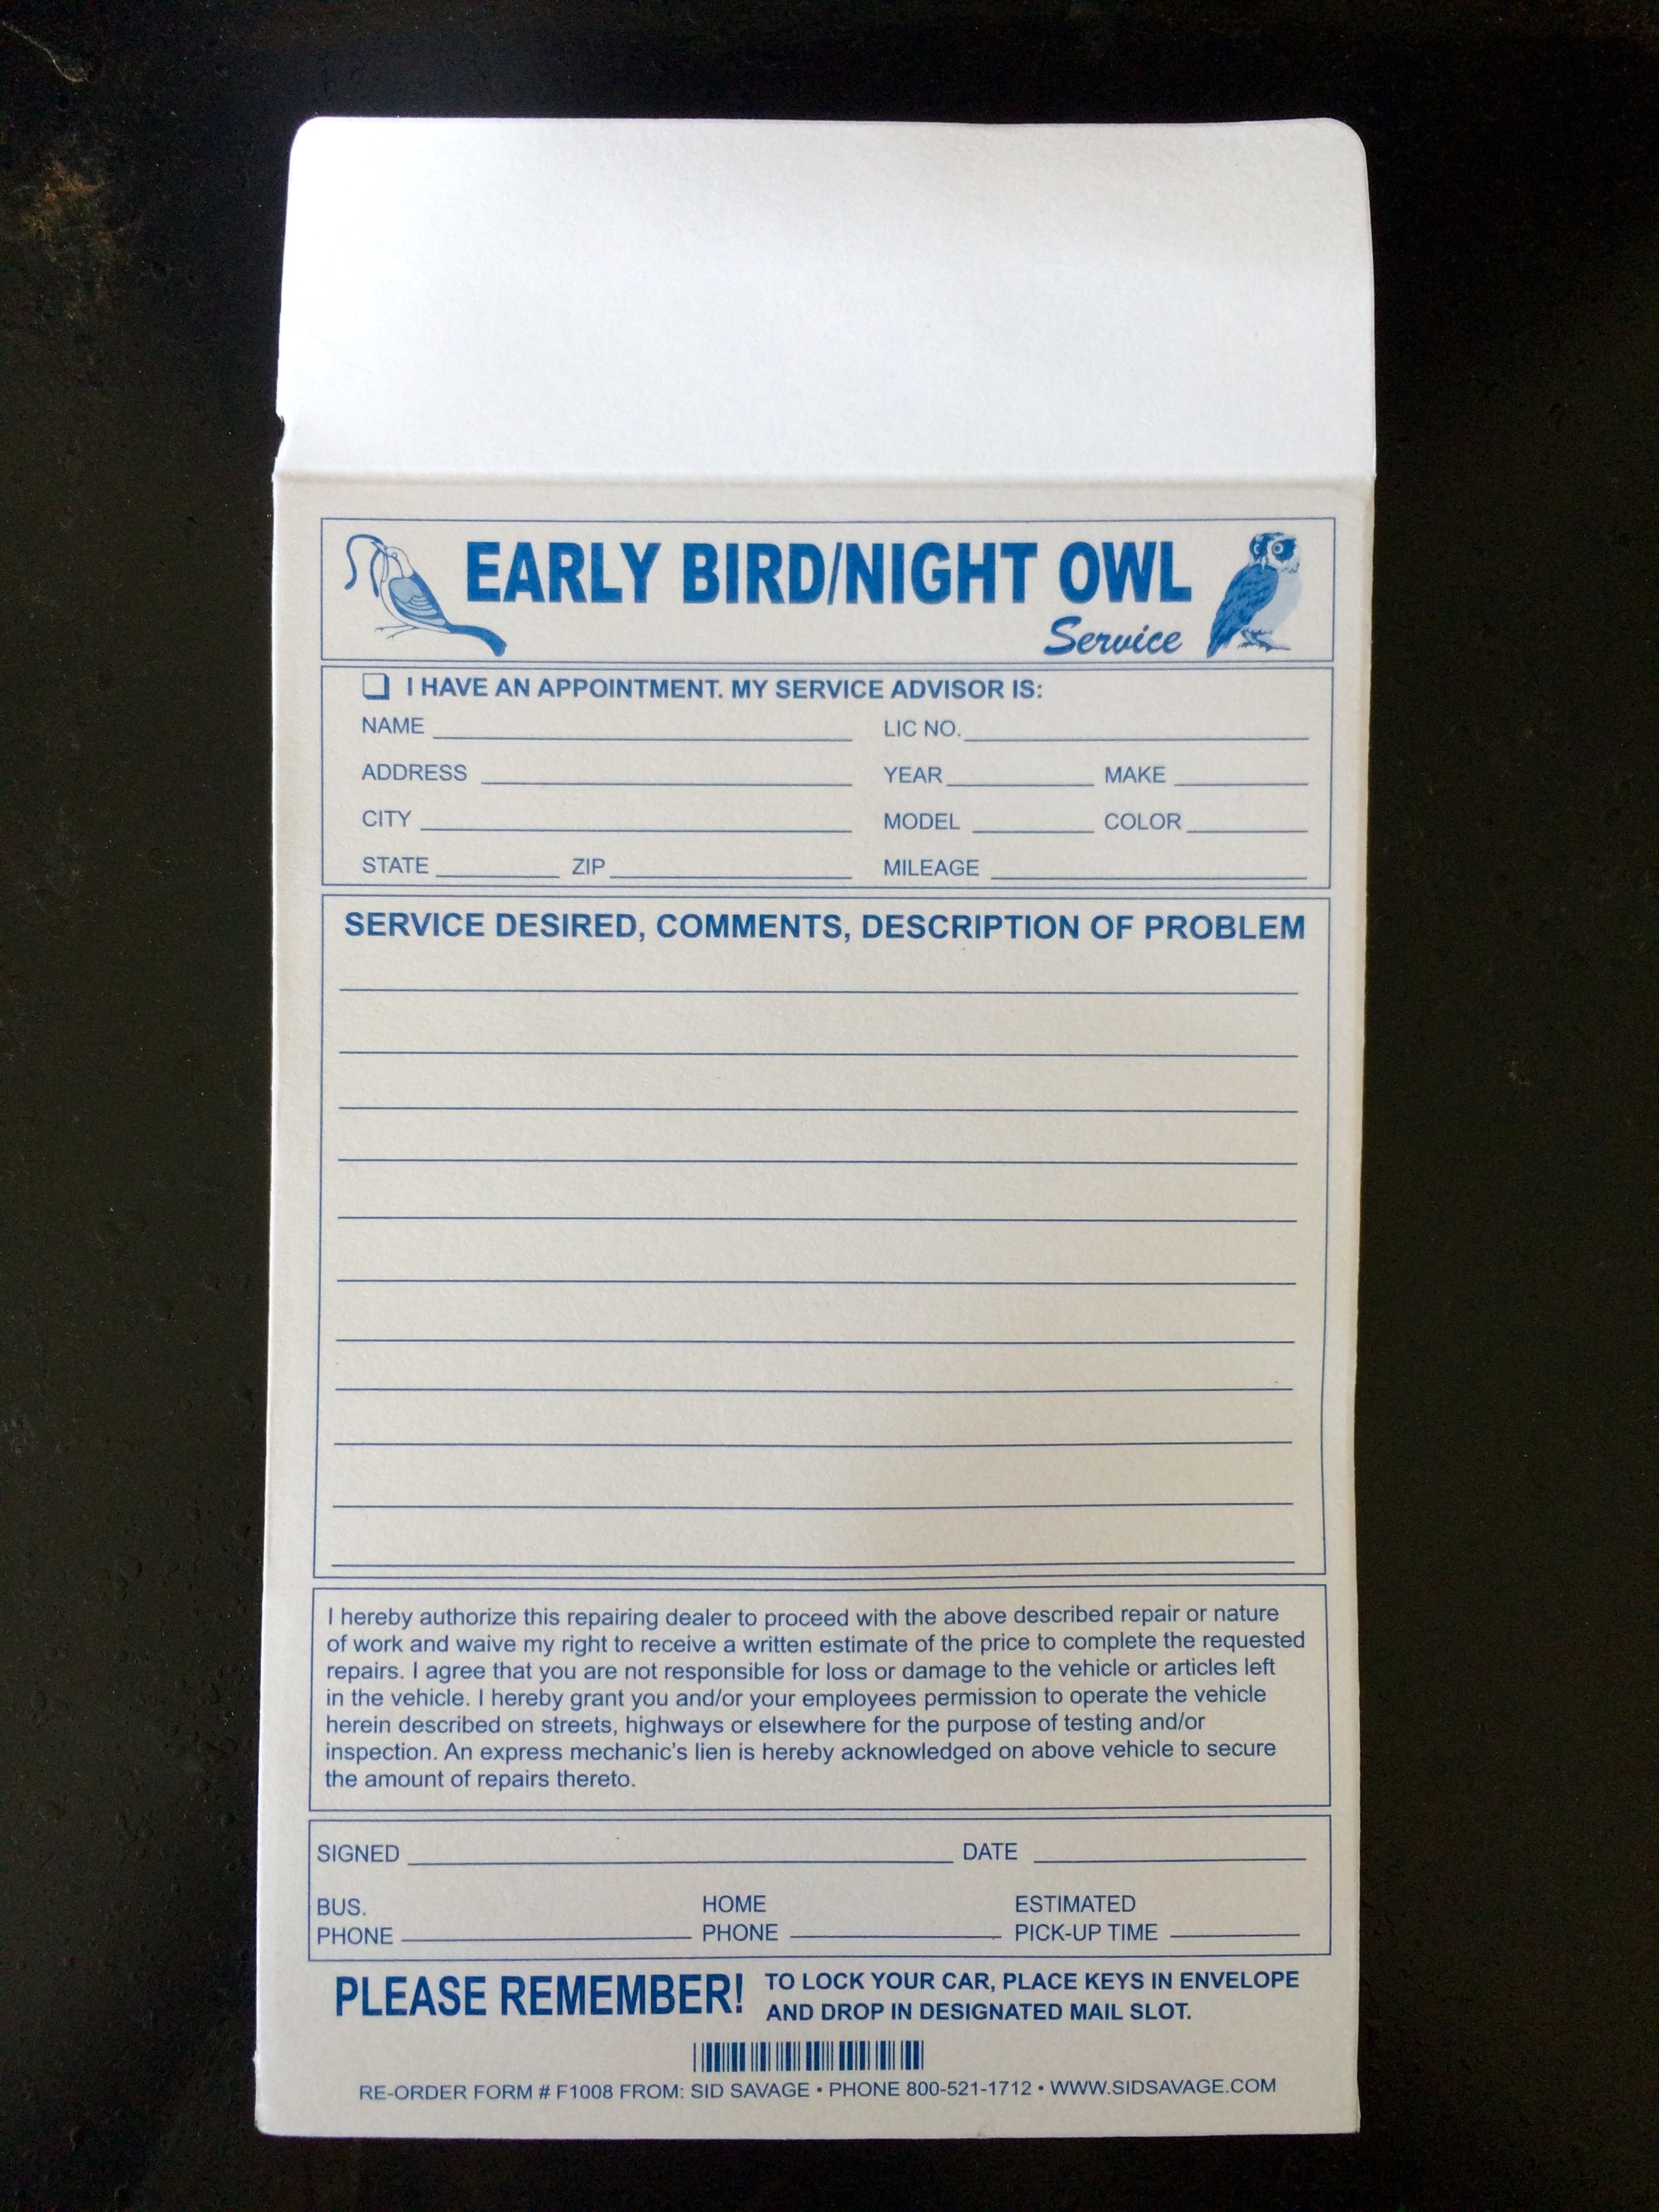 EARLY BIRD/NIGHT OWL
Service
I HAVE AN APPOINTMENT. MY SERVICE ADVISOR IS:
NAME LIC NO.
ADDRESS YEAR MAKE
CITY MODEL COLOR
STATE ZIP MILEAGE
SERVICE DESIRED, COMMENTS, DESCRIPTION OF PROBLEM
I hereby authorize this repairing dealer to proceed with the above described repair or nature
of work and waive my right to receive a written estimate of the price to complete the requested
repairs. I agree that you are not responsible for loss or damage to the vehicle or articles left
in the vehicle. I hereby grant you and/or your employees permission to operate the vehicle
herein described on streets, highways or elsewhere for the purpose of testing and/or
inspection. An express mechanic's lien is hereby acknowledged on above vehicle to secure
the amount of repairs thereto.
SIGNED DATE
BUS. HOME ESTIMATED
PHONE PHONE PICK-UP TIME
PLEASE REMEMBER! TO LOCK YOUR CAR, PLACE KEYS IN ENVELOPE
AND DROP IN DESIGNATED MAIL SLOT.
RE-ORDER FORM # F1008 FROM: SID SAVAGE • PHONE 800-521-1712 • WWW.SIDSAVAGE.COM